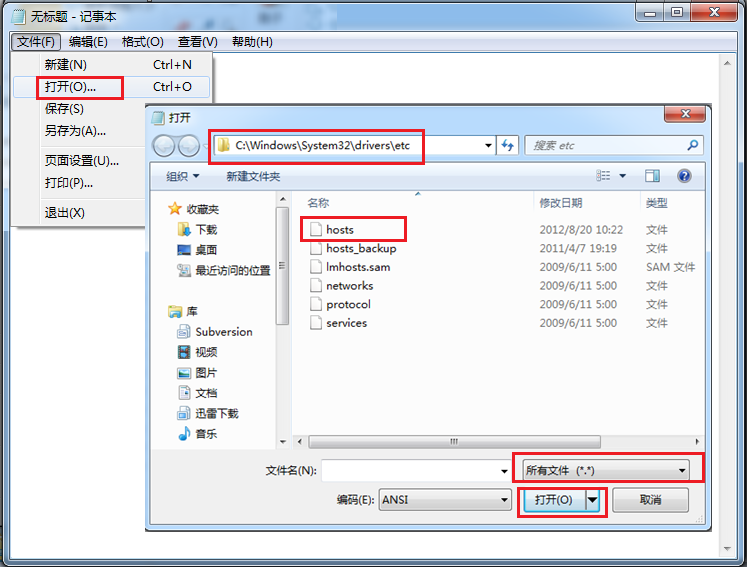 无标题 - 记事本
文件(F) 编辑(E) 格式(O) 查看(V) 帮助(H)
新建(N) Ctrl+N
打开(O)... Ctrl+O
保存(S)
另存为(A)...
页面设置(U)...
打印(P)...
退出(X)
打开
C:\Windows\System32\drivers\etc
搜索 etc
组织 新建文件夹
名称 修改日期 类型
收藏夹
下载
桌面
最近访问的位置
库
Subversion
视频
图片
文档
迅雷下载
音乐
hosts 2012/8/20 10:22 文件
hosts_backup 2011/4/7 19:19 文件
lmhosts.sam 2009/6/11 5:00 SAM 文件
networks 2009/6/11 5:00 文件
protocol 2009/6/11 5:00 文件
services 2009/6/11 5:00 文件
文件名(N): 所有文件 (*.*)
编码(E): ANSI 打开(O) 取消